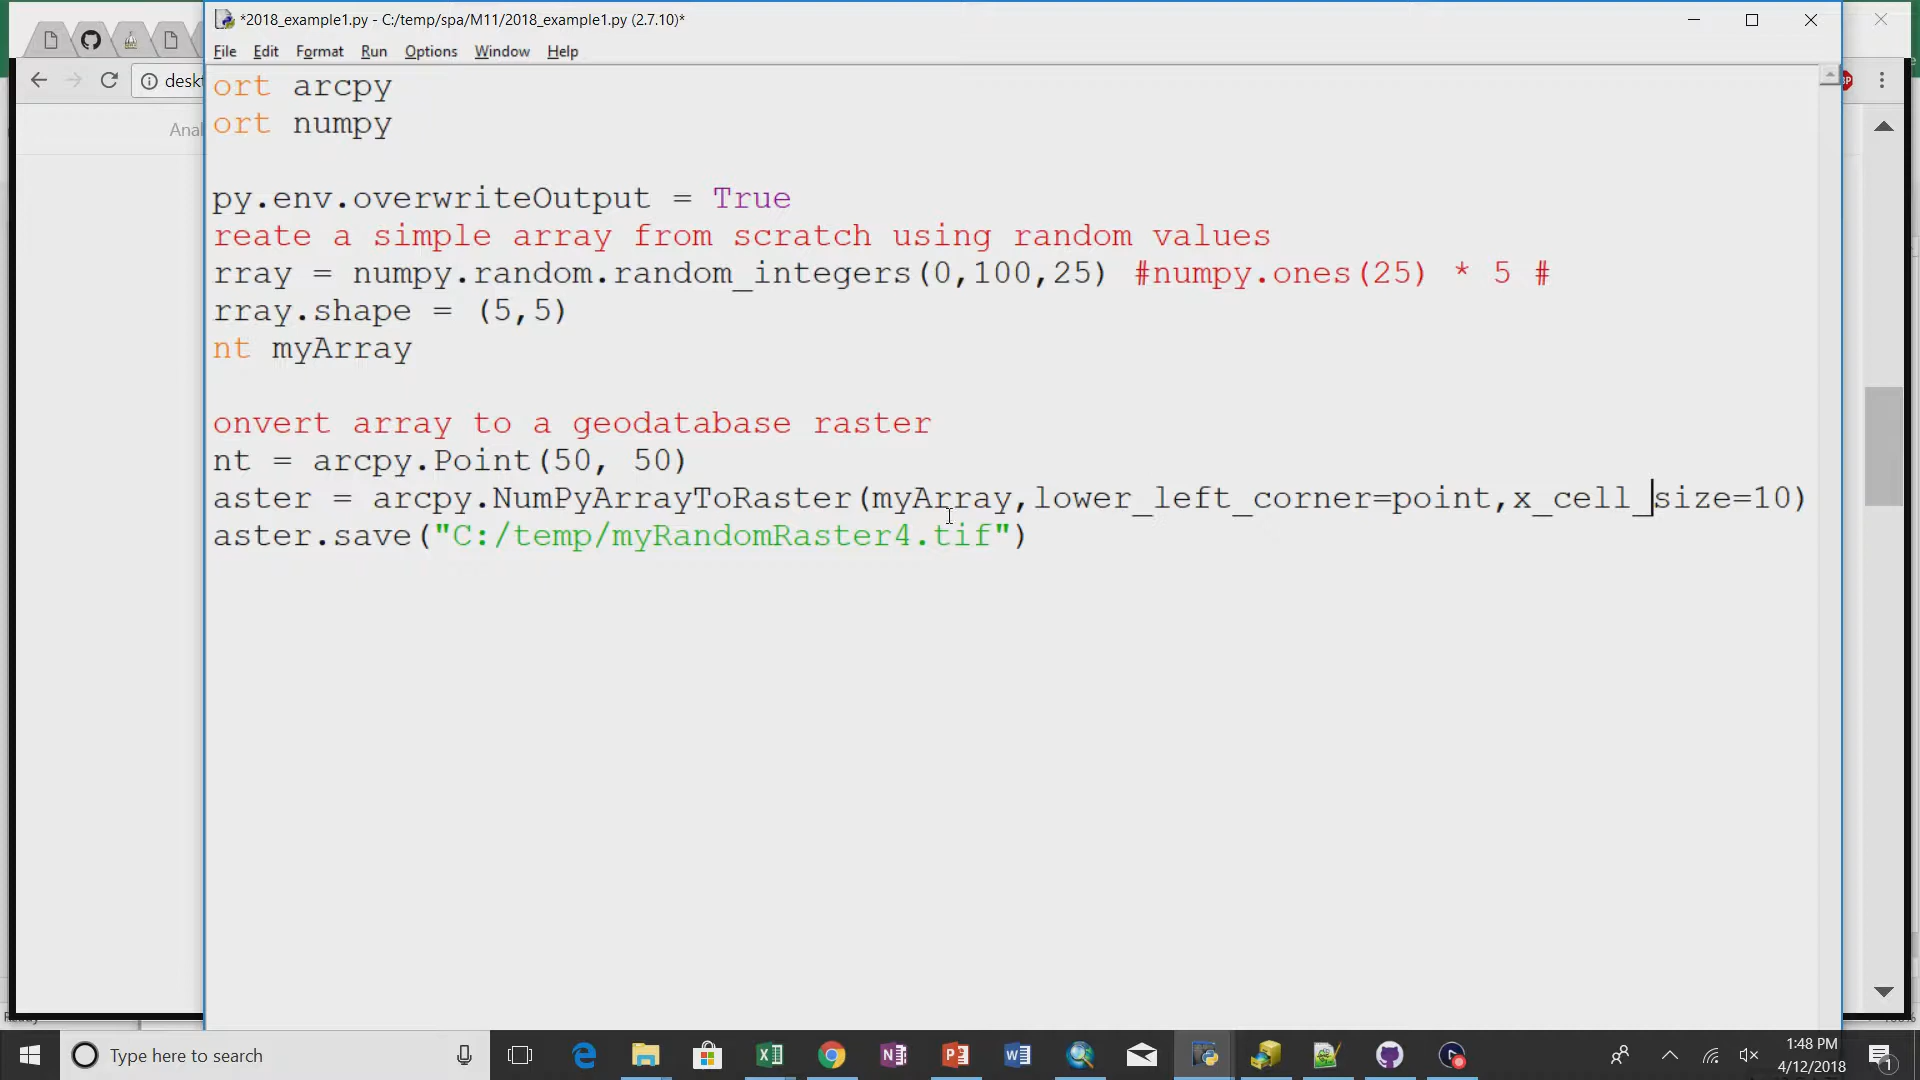 *2018_example1.py - C:/temp/spa/M11/2018_example1.py (2.7.10)*
File Edit Format Run Options Window Help
deskt
Anal
ort arcpy
ort numpy
py.env.overwriteOutput = True
reate a simple array from scratch using random values
rray = numpy.random.random_integers(0,100,25) #numpy.ones(25) * 5 #
rray.shape = (5,5)
nt myArray
onvert array to a geodatabase raster
nt = arcpy.Point(50, 50)
aster = arcpy.NumPyArrayToRaster(myArray,lower_left_corner=point,x_cell_size=10)
aster.save("C:/temp/myRandomRaster4.tif")
Type here to search
1:48 PM
4/12/2018
1